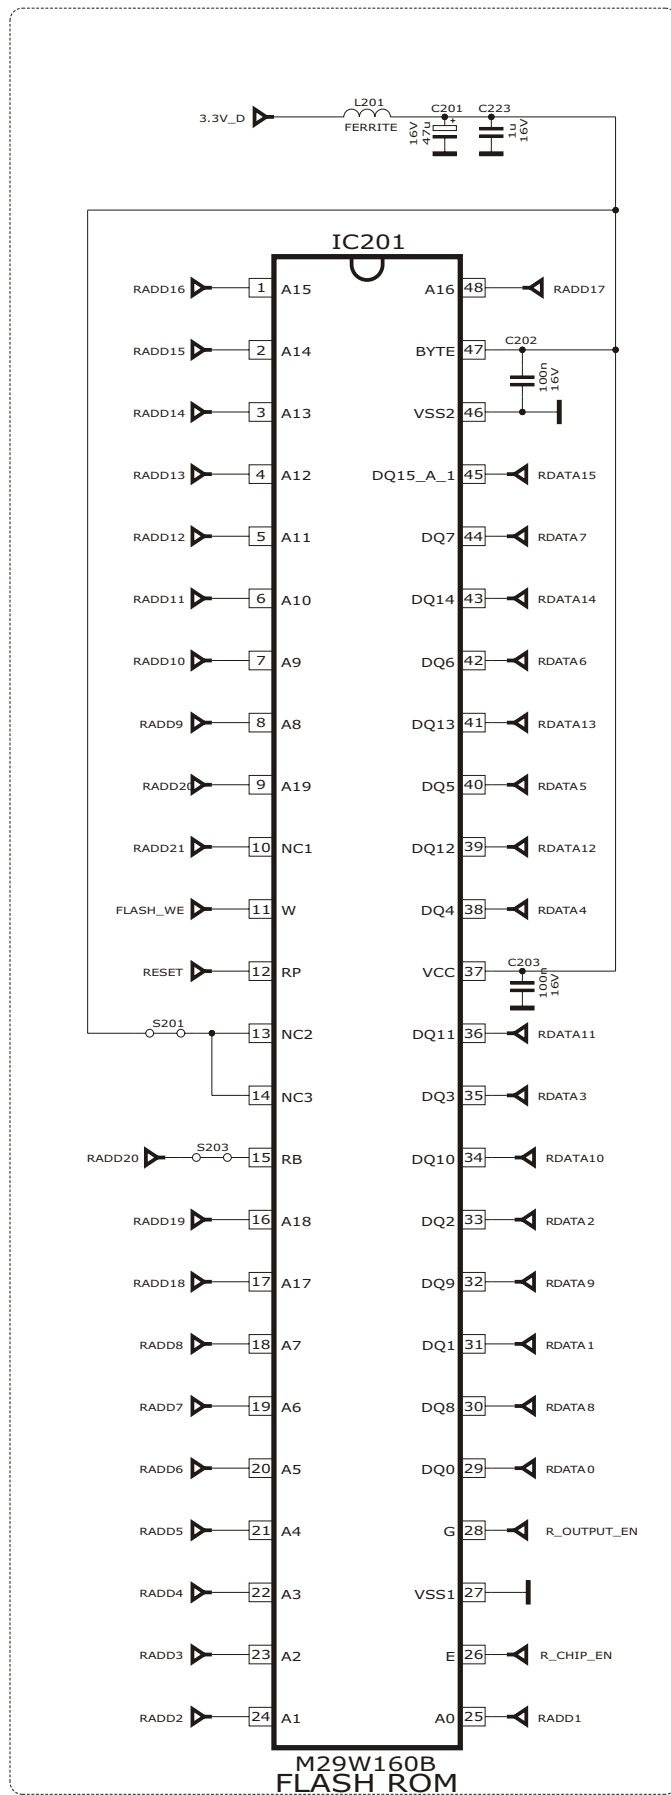 L201
C201
C223
3.3V_D
FERRITE
16V
47u
+
1u
16V
IC201
RADD16 1 A15 A16 48 RADD17
C202
RADD15 2 A14 BYTE 47
100n
16V
RADD14 3 A13 VSS2 46
RADD13 4 A12 DQ15_A_1 45 RDATA15
RADD12 5 A11 DQ7 44 RDATA7
RADD11 6 A10 DQ14 43 RDATA14
RADD10 7 A9 DQ6 42 RDATA6
RADD9 8 A8 DQ13 41 RDATA13
RADD20 9 A19 DQ5 40 RDATA5
RADD21 10 NC1 DQ12 39 RDATA12
FLASH_WE 11 W DQ4 38 RDATA4
C203
RESET 12 RP VCC 37
100n
16V
S201
13 NC2 DQ11 36 RDATA11
14 NC3 DQ3 35 RDATA3
S203
RADD20 15 RB DQ10 34 RDATA10
RADD19 16 A18 DQ2 33 RDATA2
RADD18 17 A17 DQ9 32 RDATA9
RADD8 18 A7 DQ1 31 RDATA1
RADD7 19 A6 DQ8 30 RDATA8
RADD6 20 A5 DQ0 29 RDATA0
RADD5 21 A4 G 28 R_OUTPUT_EN
RADD4 22 A3 VSS1 27
RADD3 23 A2 E 26 R_CHIP_EN
RADD2 24 A1 A0 25 RADD1
M29W160B
FLASH ROM